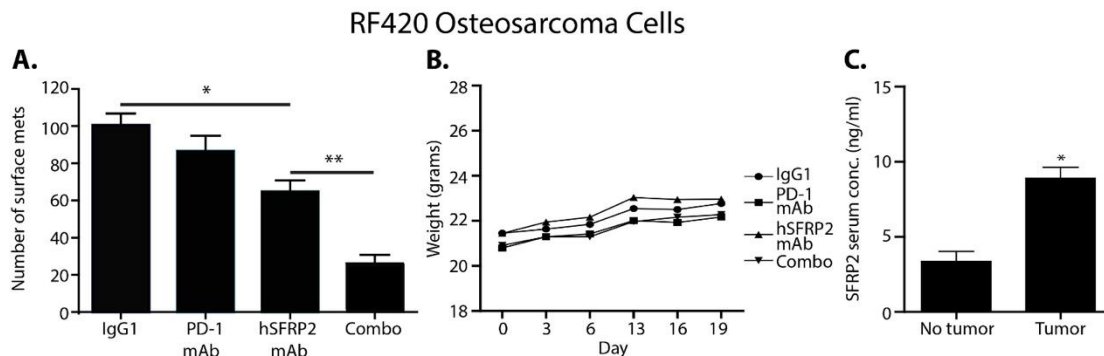 RF420 Osteosarcoma Cells
A.
Number of surface mets
120
100
80
60
40
20
0
*
**
IgG1
PD-1
mAb
hSFRP2
mAb
Combo
B.
Weight (grams)
28
26
24
22
20
18
0 3 6 13 16 19
Day
IgG1
PD-1
mAb
hSFRP2
mAb
Combo
C.
SFRP2 serum conc. (ng/ml)
15
10
5
0
*
No tumor
Tumor